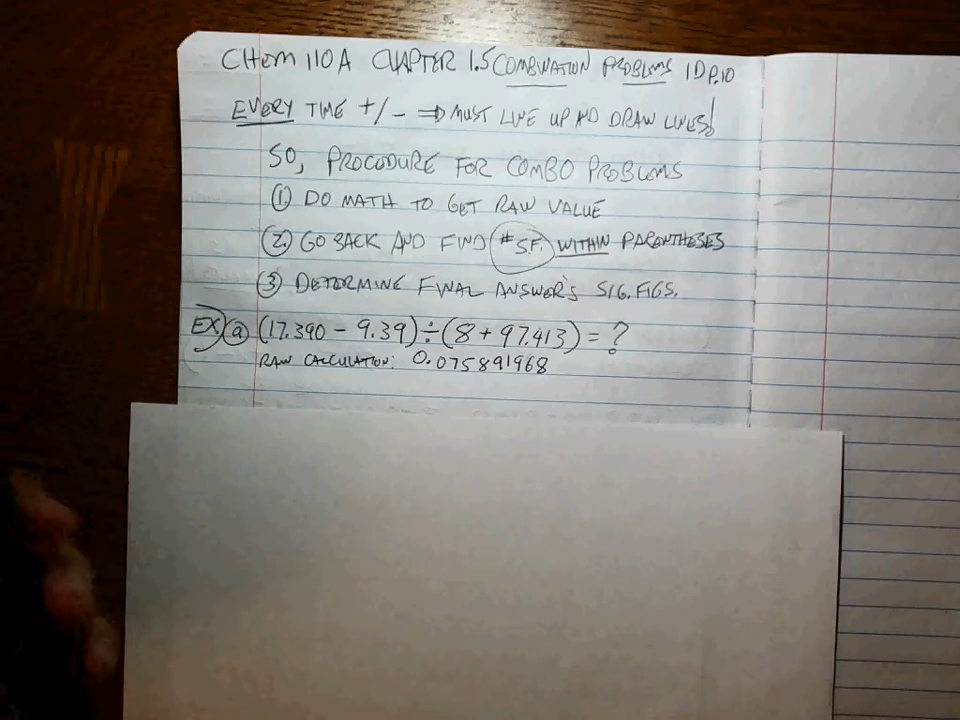 CHEM 110A CHAPTER 1.5 COMBINATION PROBLEMS 1D P.10
EVERY TIME +/- ⇒ MUST LINE UP AND DRAW LINES!
SO, PROCEDURE FOR COMBO PROBLEMS
① DO MATH TO GET RAW VALUE
②. GO BACK AND FIND # S.F. WITHIN PARENTHESES
③ DETERMINE FINAL ANSWER'S SIG. FIGS.
EX) ⓐ (17.390 - 9.39) ÷ (8 + 97.413) = ?
RAW CALCULATION: 0.075891968